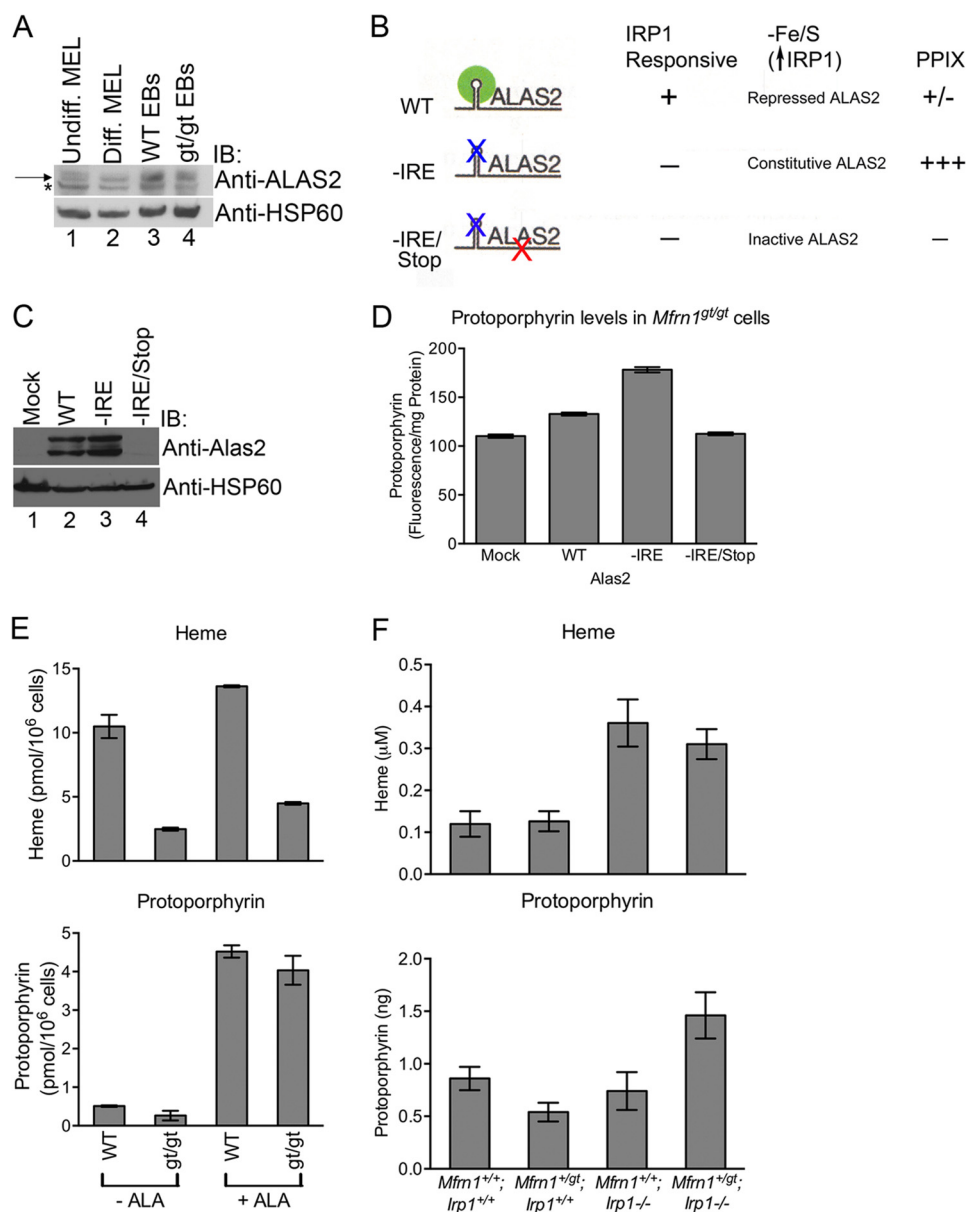 A
Undiff. MEL
Diff. MEL
WT EBs
gt/gt EBs
IB:
Anti-ALAS2
*
Anti-HSP60
1 2 3 4
B
IRP1
Responsive
-Fe/S
(↑IRP1)
PPIX
WT
ALAS2
+
Repressed ALAS2
+/-
-IRE
X
ALAS2
—
Constitutive ALAS2
+++
-IRE/
Stop
X
ALAS2
X
—
Inactive ALAS2
—
C
Mock
WT
-IRE
-IRE/Stop
IB:
Anti-Alas2
Anti-HSP60
1 2 3 4
D
Protoporphyrin levels in Mfrn1gt/gt cells
Protoporphyrin
(Fluorescence/mg Protein)
200
150
100
50
0
Mock WT -IRE -IRE/Stop
Alas2
E
Heme
Heme (pmol/10⁶ cells)
15
10
5
0
Protoporphyrin
Protoporphyrin
(pmol/10⁶ cells)
6
4
2
1
0
WT gt/gt WT gt/gt
- ALA + ALA
F
Heme
Heme (µM)
0.5
0.4
0.3
0.2
0.1
0.0
Protoporphyrin
Protoporphyrin (ng)
2.0
1.5
1.0
0.5
0.0
Mfrn1+/+; Mfrn1+/gt; Mfrn1+/+; Mfrn1+/gt;
Irp1+/+ Irp1+/+ Irp1-/- Irp1-/-